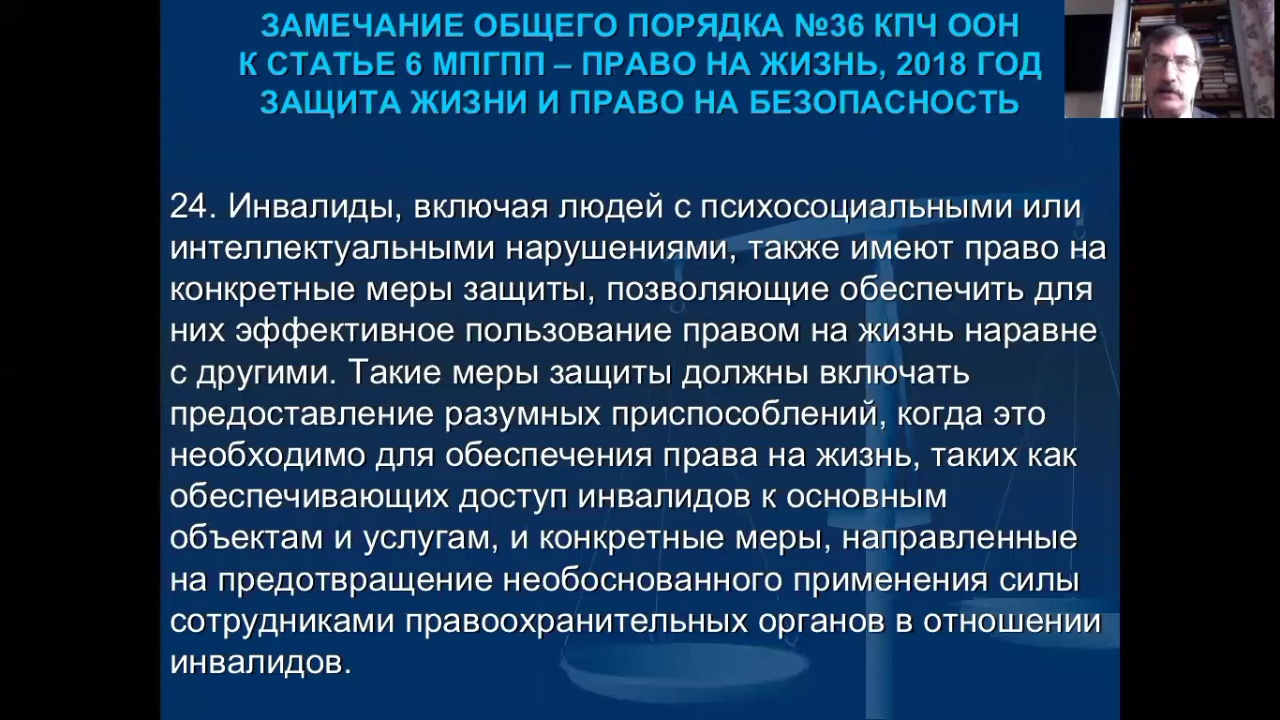 ЗАМЕЧАНИЕ ОБЩЕГО ПОРЯДКА №36 КПЧ ООН
К СТАТЬЕ 6 МПГПП – ПРАВО НА ЖИЗНЬ, 2018 ГОД
ЗАЩИТА ЖИЗНИ И ПРАВО НА БЕЗОПАСНОСТЬ
24. Инвалиды, включая людей с психосоциальными или
интеллектуальными нарушениями, также имеют право на
конкретные меры защиты, позволяющие обеспечить для
них эффективное пользование правом на жизнь наравне
с другими. Такие меры защиты должны включать
предоставление разумных приспособлений, когда это
необходимо для обеспечения права на жизнь, таких как
обеспечивающих доступ инвалидов к основным
объектам и услугам, и конкретные меры, направленные
на предотвращение необоснованного применения силы
сотрудниками правоохранительных органов в отношении
инвалидов.